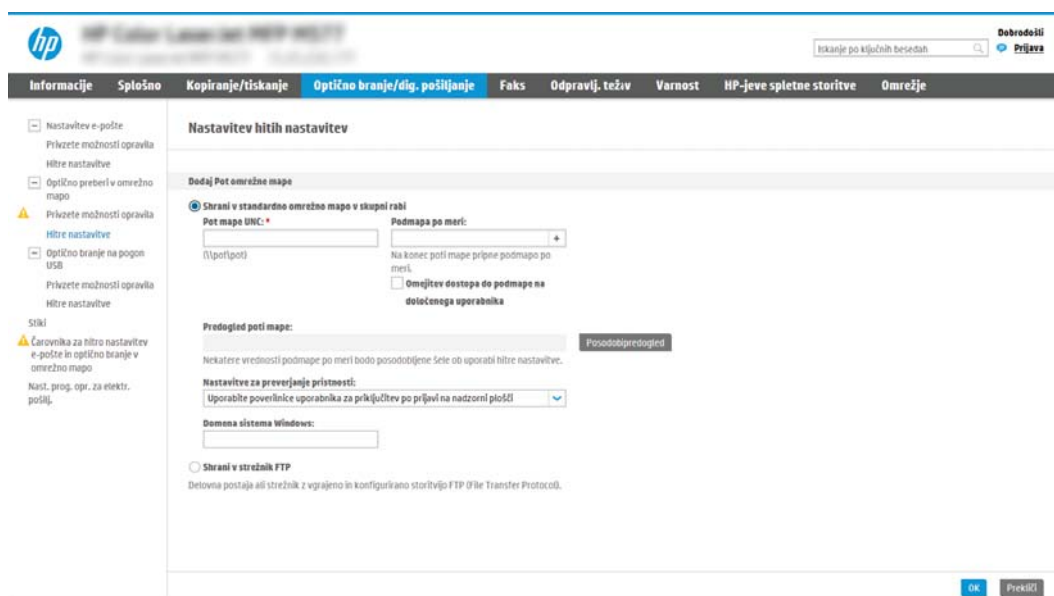 hp
Dobrodošli
Iskanje po ključnih besedah
Prijava
Informacije Splošno Kopiranje/tiskanje Optično branje/dig. pošiljanje Faks Odpravlj. težav Varnost HP-jeve spletne storitve Omrežje
Nastavitev e-pošte
Privzete možnosti opravila
Hitre nastavitve
Optično preberi v omrežno
mapo
Privzete možnosti opravila
Hitre nastavitve
Optično branje na pogon
USB
Privzete možnosti opravila
Hitre nastavitve
Stiki
Čarovnika za hitro nastavitev
e-pošte in optično branje v
omrežno mapo
Nast. prog. opr. za elektr.
pošilj.
Nastavitev hitih nastavitev
Dodaj Pot omrežne mape
Shrani v standardno omrežno mapo v skupni rabi
Pot mape UNC: * Podmapa po meri:
+
(\\pot\pot) Na konec poti mape pripne podmapo po
meri.
Omejitev dostopa do podmape na
določenega uporabnika
Predogled poti mape:
Posodobipredogled
Nekatere vrednosti podmape po meri bodo posodobljene šele ob uporabi hitre nastavitve.
Nastavitve za preverjanje pristnosti:
Uporabite poverilnice uporabnika za priključitev po prijavi na nadzorni plošči
Domena sistema Windows:
Shrani v strežnik FTP
Delovna postaja ali strežnik z vgrajeno in konfigurirano storitvijo FTP (File Transfer Protocol).
OK Prekliči